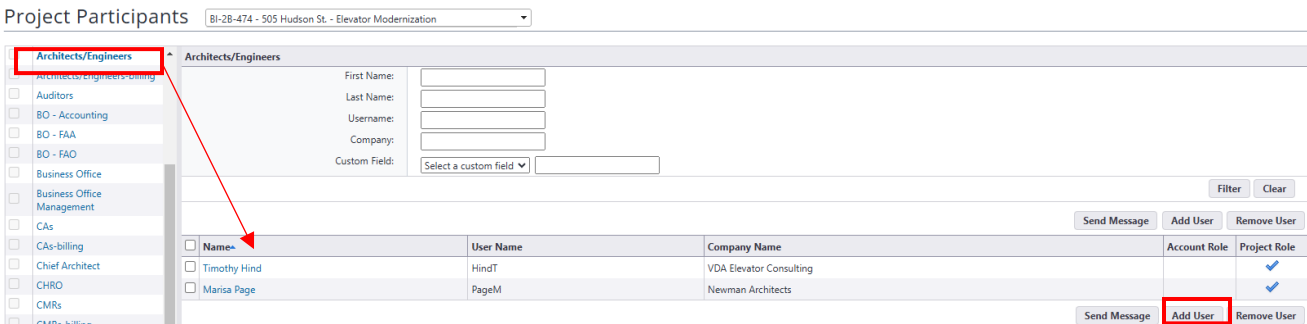 Project Participants BI-2B-474 - 505 Hudson St. - Elevator Modernization
Architects/Engineers
Architects/Engineers-billing
Auditors
BO - Accounting
BO - FAA
BO - FAO
Business Office
Business Office
Management
CAs
CAs-billing
Chief Architect
CHRO
CMRs
CMRs-billing
Architects/Engineers
First Name:
Last Name:
Username:
Company:
Custom Field: Select a custom field
Filter Clear
Send Message Add User Remove User
Name User Name Company Name Account Role Project Role
Timothy Hind HindT VDA Elevator Consulting
Marisa Page PageM Newman Architects
Send Message Add User Remove User